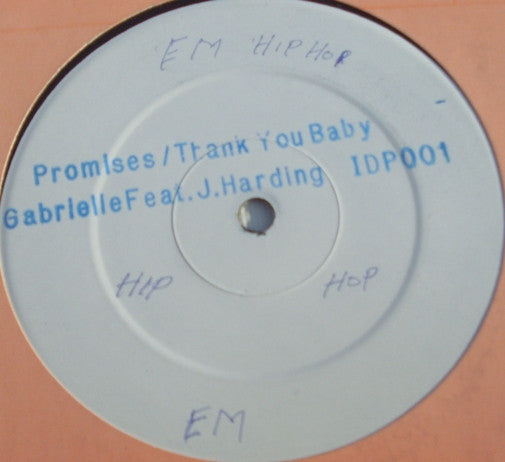 EM HIPHOP
Promises/Thank You Baby
Gabrielle Feat. J. Harding IDP001
HIP HOP
EM